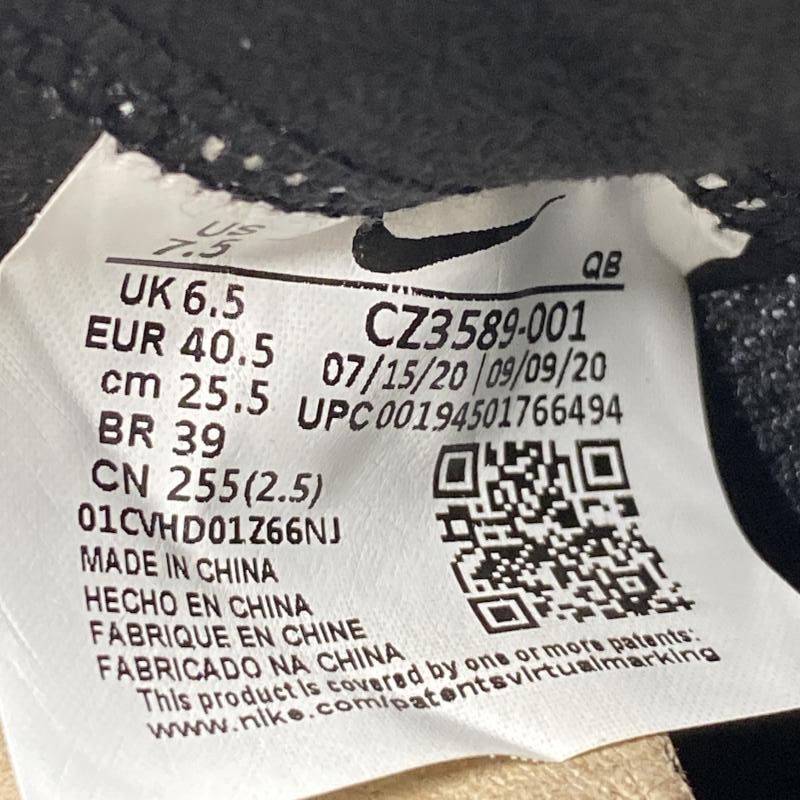 US
7.5
QB
UK 6.5
EUR 40.5
cm 25.5
BR 39
CN 255(2.5)
CZ3589-001
07/15/20 | 09/09/20
UPC00194501766494
01CVHD01Z66NJ
MADE IN CHINA
HECHO EN CHINA
FABRIQUE EN CHINE
FABRICADO NA CHINA
This product is covered by one or more patents:
www.nike.com/patentsvirtualmarking